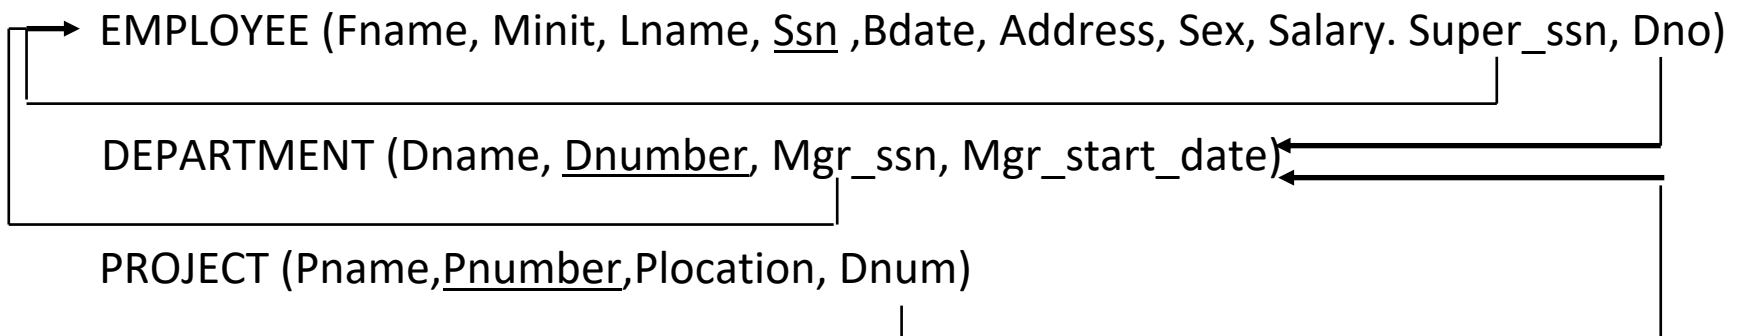 EMPLOYEE (Fname, Minit, Lname, Ssn ,Bdate, Address, Sex, Salary. Super_ssn, Dno)
DEPARTMENT (Dname, Dnumber, Mgr_ssn, Mgr_start_date)
PROJECT (Pname,Pnumber,Plocation, Dnum)